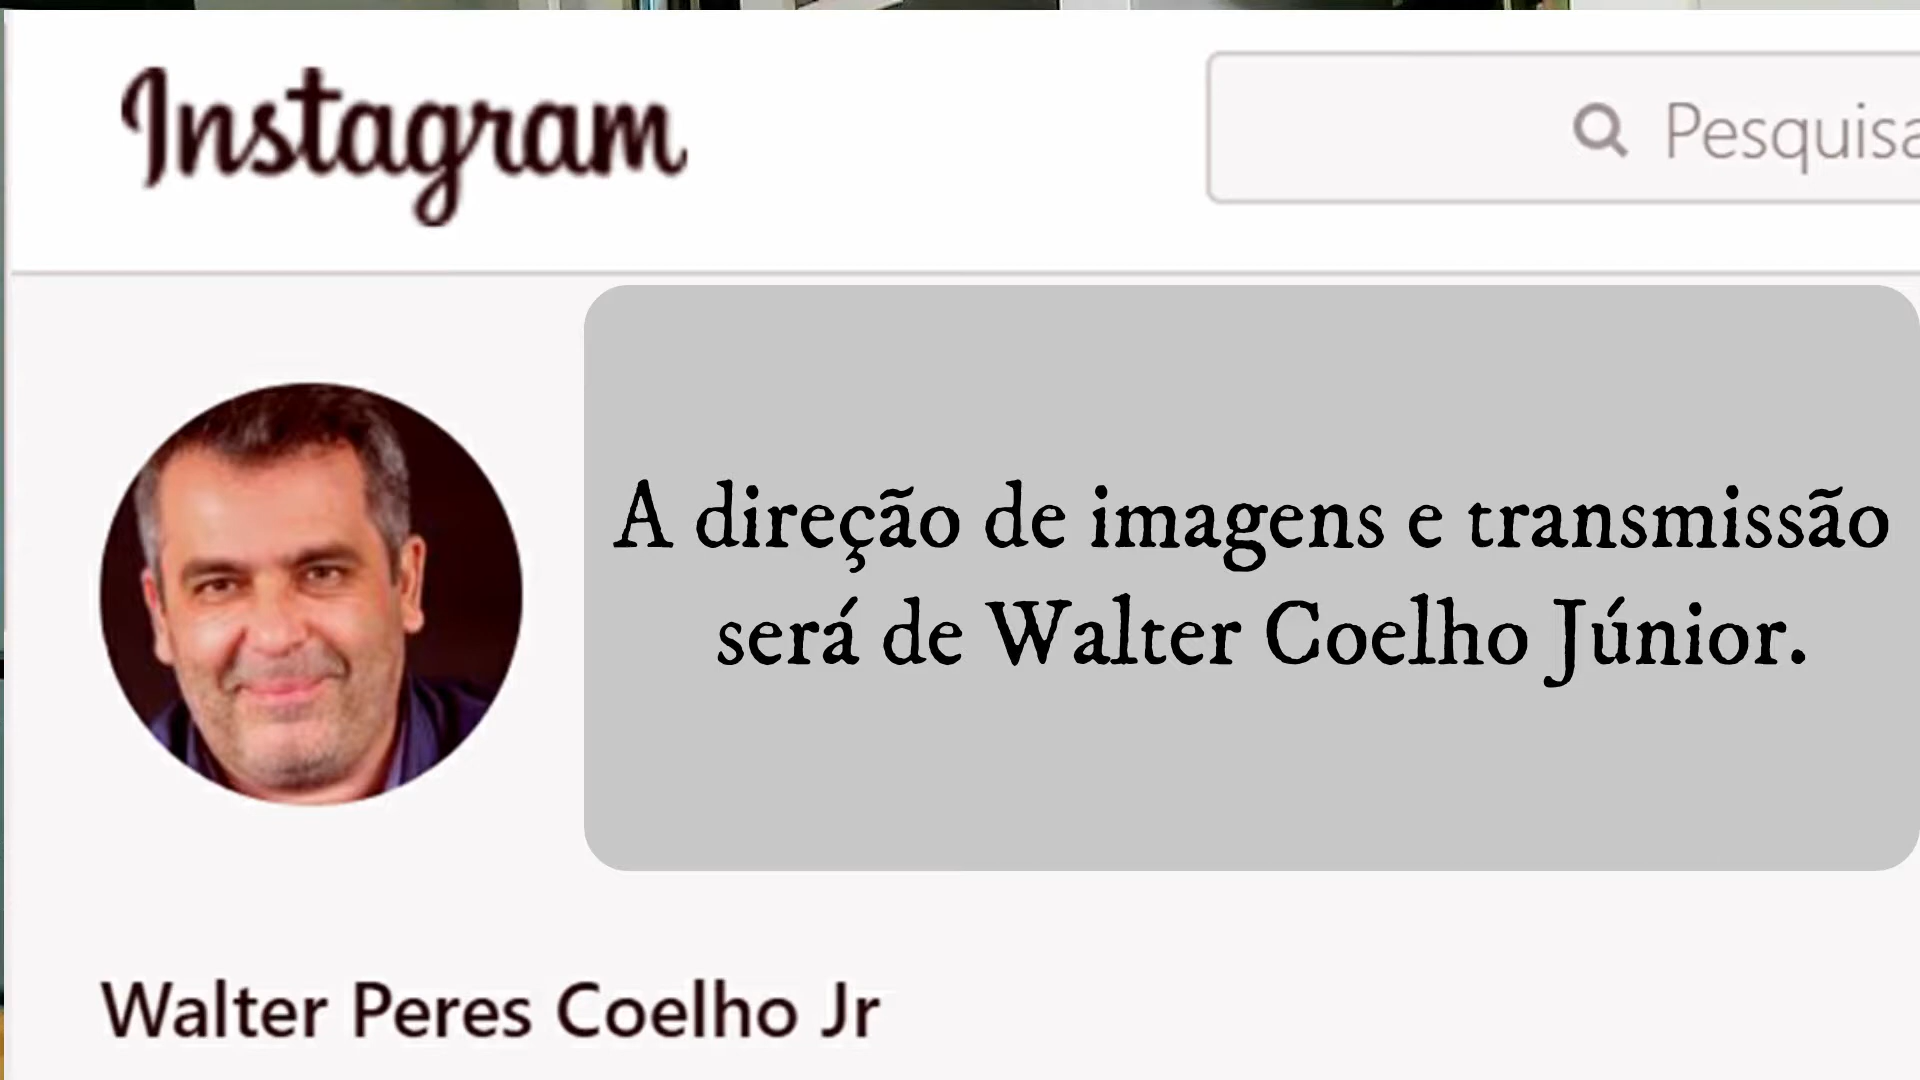 Instagram
Pesquisa
A direção de imagens e transmissão
será de Walter Coelho Júnior.
Walter Peres Coelho Jr